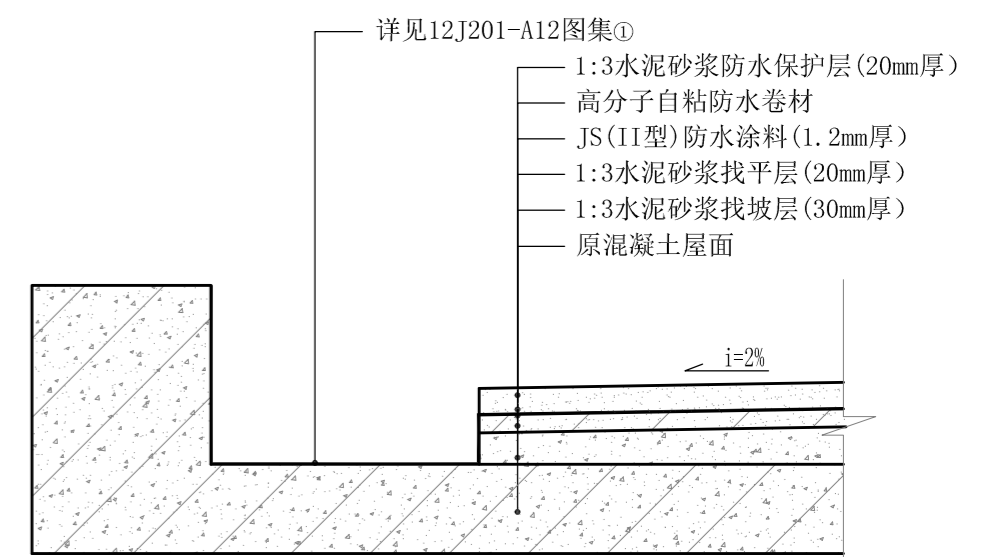 详见12J201-A12图集①
1:3水泥砂浆防水保护层(20mm厚)
高分子自粘防水卷材
JS(II型)防水涂料(1.2mm厚)
1:3水泥砂浆找平层(20mm厚)
1:3水泥砂浆找坡层(30mm厚)
原混凝土屋面
i=2%